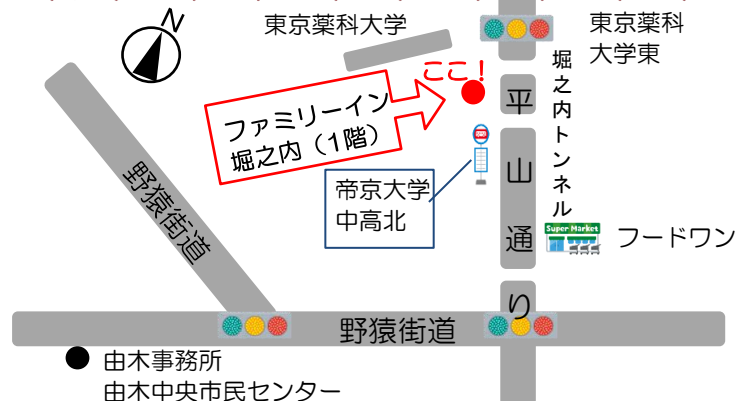 N
東京薬科大学
東京薬科
大学東
ここ！
ファミリーイン
堀之内（1階）
平山通り
堀之内トンネル
野猿街道
帝京大学
中高北
Super Market
フードワン
野猿街道
由木事務所
由木中央市民センター